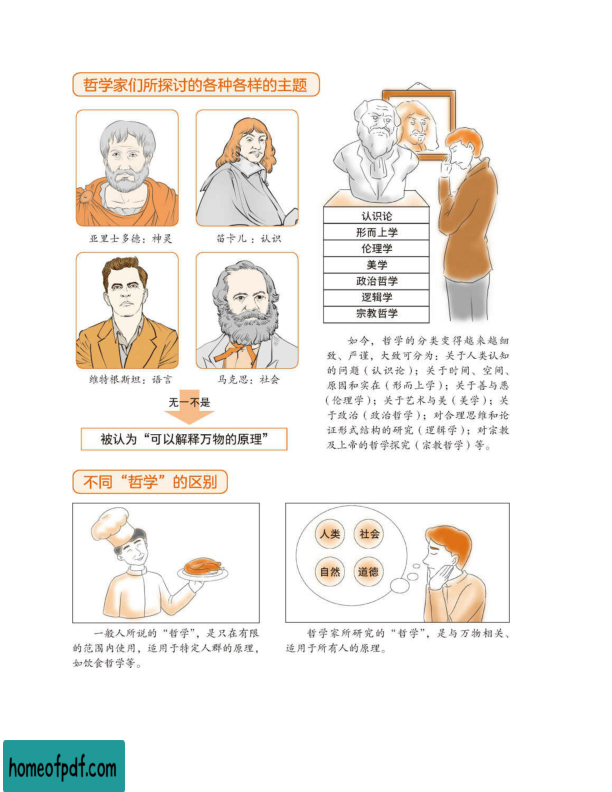 哲学家们所探讨的各种各样的主题
亚里士多德：神灵
笛卡儿：认识
维特根斯坦：语言
马克思：社会
无一不是
被认为“可以解释万物的原理”
认识论
形而上学
伦理学
美学
政治哲学
逻辑学
宗教哲学
如今，哲学的分类变得越来越细
致、严谨，大致可分为：关于人类认知
的问题（认识论）；关于时间、空间、
原因和实在（形而上学）；关于善与恶
（伦理学）；关于艺术与美（美学）；关
于政治（政治哲学）；对合理思维和论
证形式结构的研究（逻辑学）；对宗教
及上帝的哲学探究（宗教哲学）等。
不同“哲学”的区别
一般人所说的“哲学”，是只在有限
的范围内使用，适用于特定人群的原理，
如饮食哲学等。
人类 社会
自然 道德
哲学家所研究的“哲学”，是与万物相关、
适用于所有人的原理。
homeofpdf.com